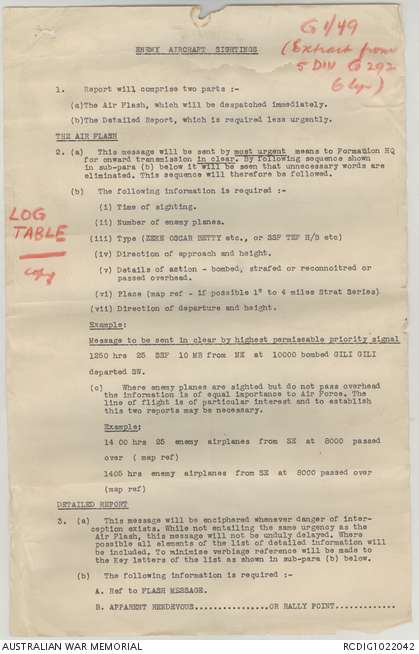 G 1/49
(Extract from
5 DIV G 292
ENEMY AIRCRAFT SIGHTINGS
1. Report will comprise two parts :-
(a)The Air Flash, which will be despatched immediately.
(b)The Detailed Report, which is required less urgently.
THE AIR FLASH
2. (a) This message will be sent by most urgent means to Formation HQ
for onward transmission in clear. By following sequence shown
in sub-para (b) below it will be seen that unnecessary words are
eliminated. This sequence will therefore be followed.
(b) The following information is required :-
(i) Time of sighting.
LOG
TABLE
copy
(ii) Number of enemy planes.
(iii) Type (ZEKE OSCAR BETTY etc., or SSF TEF H/B etc)
(iv) Direction of approach and height.
(v) Details of action - bombed, strafed or reconnoitred or
passed overhead.
(vi) Place (map ref - if possible 1" to 4 miles Strat Series)
(vii) Direction of departure and height.
Example:
Message to be sent in clear by highest permissable priority signal
1250 hrs 25 SEF 10 MB from NE at 10000 bombed GILI GILI
departed SW.
(c) Where enemy planes are sighted but do not pass overhead
the information is of equal importance to Air Force. The
line of flight is of particular interest and to establish
this two reports may be necessary.
Example:
14 00 hrs 25 enemy airplanes from SE at 8000 passed
over ( map ref)
1405 hrs enemy airplanes from SE at 8000 passed over
(map ref)
DETAILED REPORT
3. (a) This message will be enciphered whenever danger of inter-
ception exists. While not entailing the same urgency as the
Air Flash, this message will not be unduly delayed. Where
possible all elements of the list of detailed information will
be included. To minimise verbiage reference will be made to
the Key letters of the list as shown in sub-para (b) below.
(b) The following information is required :-
A. Ref to FLASH MESSAGE.
B. APPARENT RENDEVOUS...............OR RALLY POINT............
AUSTRALIAN WAR MEMORIAL
RCDIG1022042